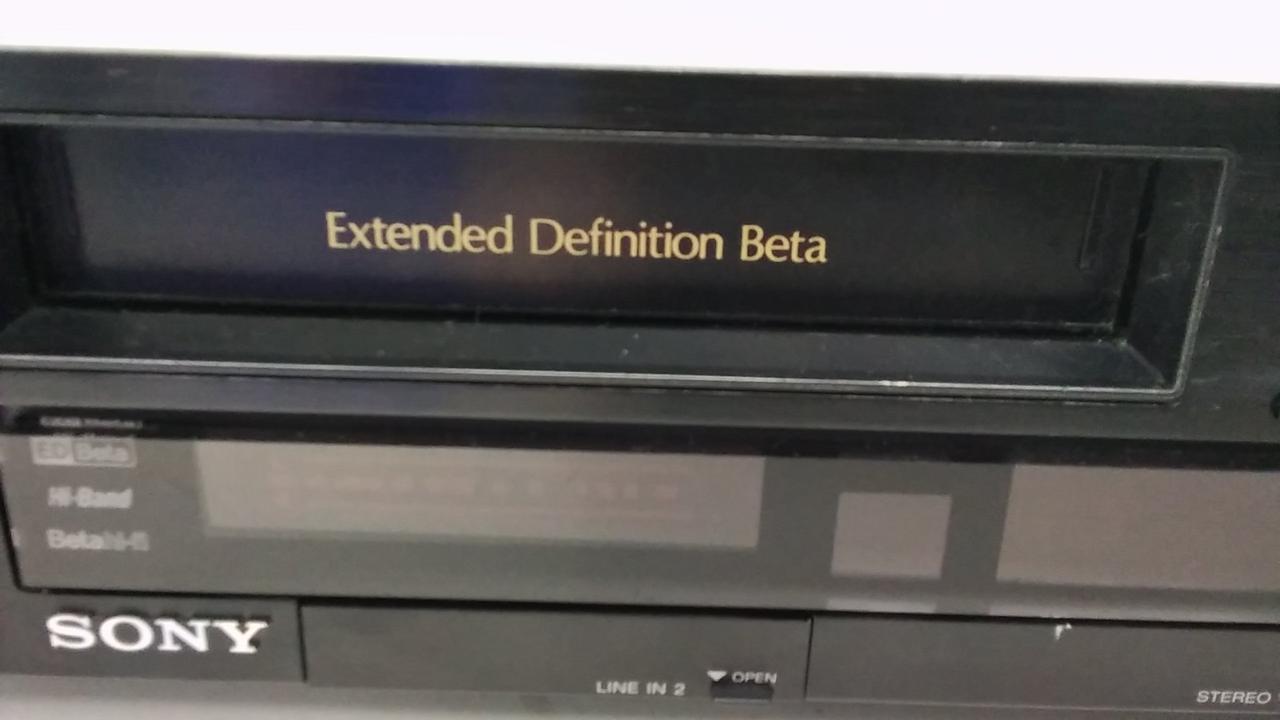 Extended Definition Beta
ED Beta
Hi-Band
Beta hi-fi
SONY
LINE IN 2
OPEN
STEREO